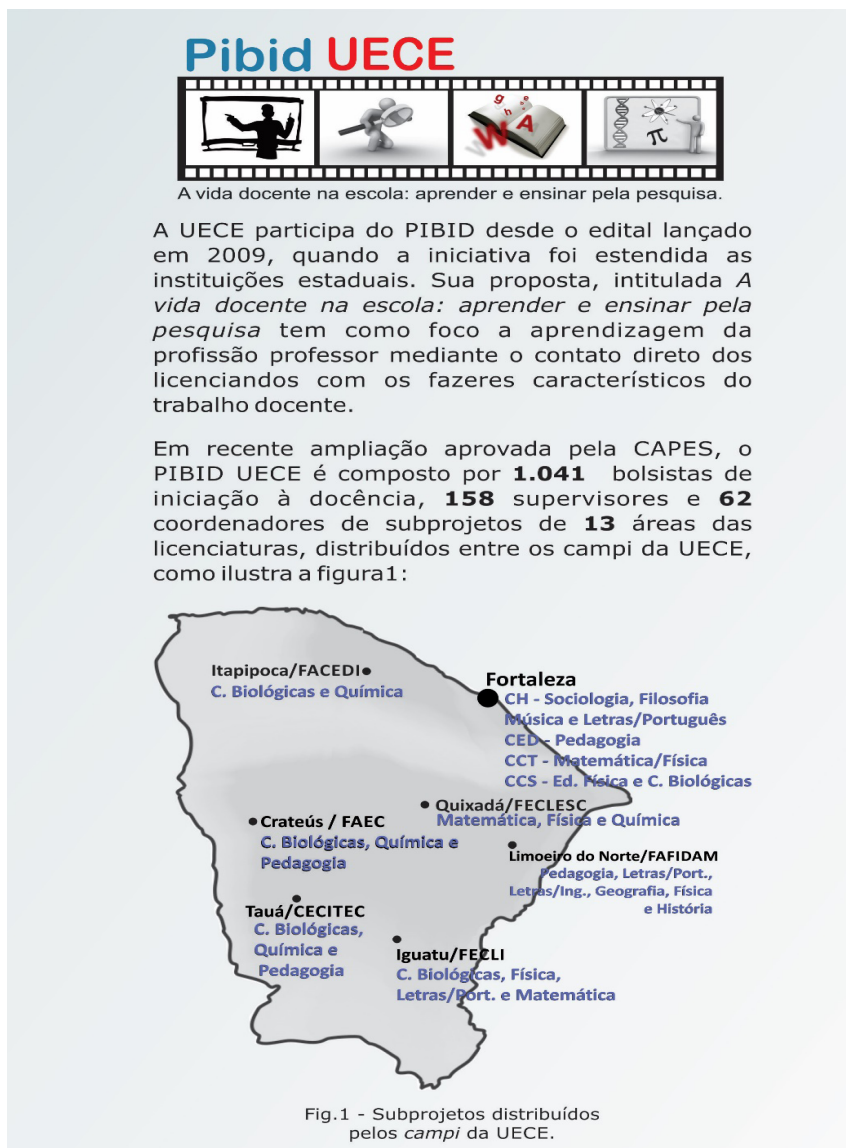 Pibid UECE
g e h s W A W
π
A vida docente na escola: aprender e ensinar pela pesquisa.
A UECE participa do PIBID desde o edital lançado
em 2009, quando a iniciativa foi estendida as
instituições estaduais. Sua proposta, intitulada A
vida docente na escola: aprender e ensinar pela
pesquisa tem como foco a aprendizagem da
profissão professor mediante o contato direto dos
licenciandos com os fazeres característicos do
trabalho docente.
Em recente ampliação aprovada pela CAPES, o
PIBID UECE é composto por 1.041 bolsistas de
iniciação à docência, 158 supervisores e 62
coordenadores de subprojetos de 13 áreas das
licenciaturas, distribuídos entre os campi da UECE,
como ilustra a figura1:
Itapipoca/FACEDI
C. Biológicas e Química
Fortaleza
CH - Sociologia, Filosofia
Música e Letras/Português
CED - Pedagogia
CCT - Matemática/Física
CCS - Ed. Física e C. Biológicas
Quixadá/FECLESC
Matemática, Física e Química
Crateús / FAEC
C. Biológicas, Química e
Pedagogia
Limoeiro do Norte/FAFIDAM
Pedagogia, Letras/Port.,
Letras/Ing., Geografia, Física
e História
Tauá/CECITEC
C. Biológicas,
Química e
Pedagogia
Iguatu/FECLI
C. Biológicas, Física,
Letras/Port. e Matemática
Fig.1 - Subprojetos distribuídos
pelos campi da UECE.